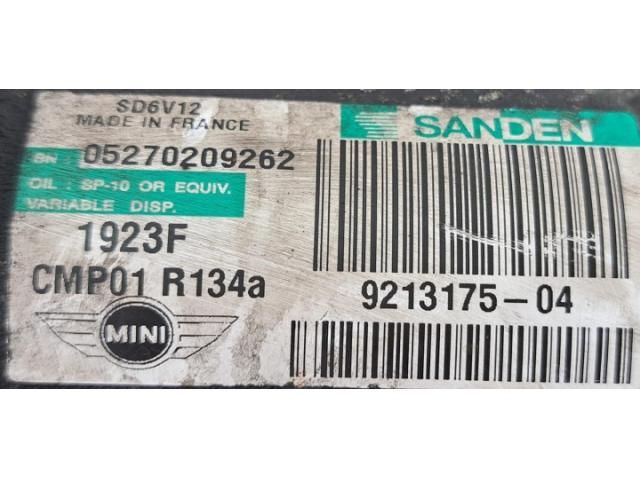 SD6V12
MADE IN FRANCE
SANDEN
SN : 05270209262
OIL : SP-10 OR EQUIV.
VARIABLE DISP.
1923F
CMP01 R134a
9213175-04
MINI